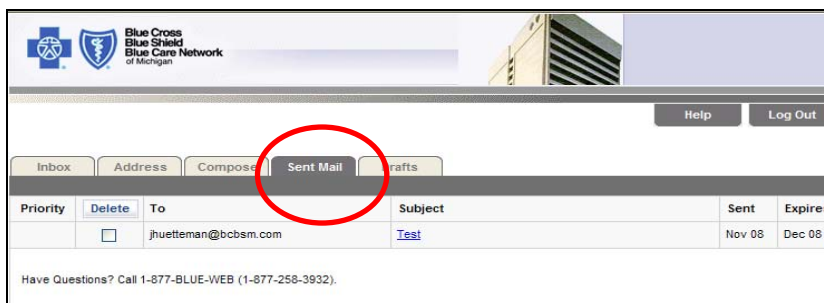 Blue Cross
Blue Shield
Blue Care Network
of Michigan
Help Log Out
Inbox Address Compose Sent Mail Drafts
Priority Delete To Subject Sent Expires
jhuetteman@bcbsm.com Test Nov 08 Dec 08
Have Questions? Call 1-877-BLUE-WEB (1-877-258-3932).